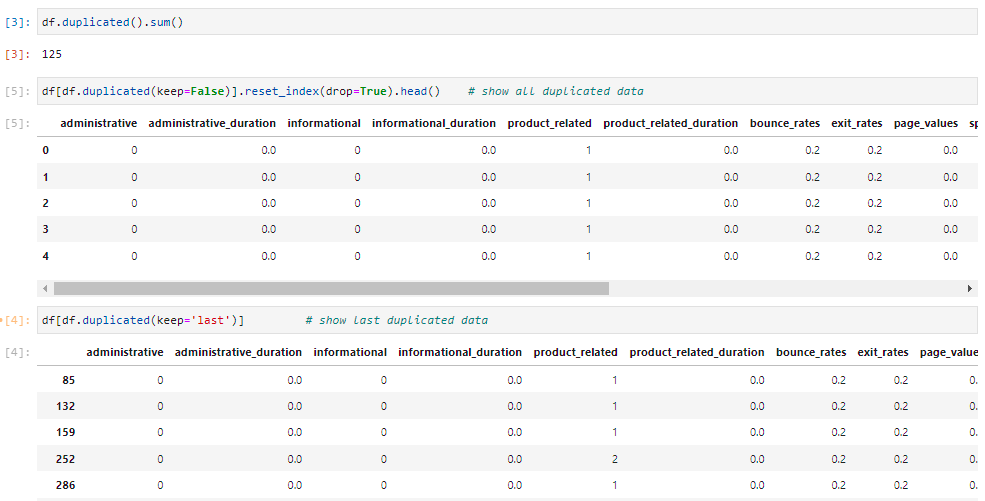 [3]: df.duplicated().sum()
[3]: 125
[5]: df[df.duplicated(keep=False)].reset_index(drop=True).head() # show all duplicated data
[5]:
administrative administrative_duration informational informational_duration product_related product_related_duration bounce_rates exit_rates page_values sp
0 0 0.0 0 0.0 1 0.0 0.2 0.2 0.0
1 0 0.0 0 0.0 1 0.0 0.2 0.2 0.0
2 0 0.0 0 0.0 1 0.0 0.2 0.2 0.0
3 0 0.0 0 0.0 1 0.0 0.2 0.2 0.0
4 0 0.0 0 0.0 1 0.0 0.2 0.2 0.0
[4]: df[df.duplicated(keep='last')] # show last duplicated data
[4]:
administrative administrative_duration informational informational_duration product_related product_related_duration bounce_rates exit_rates page_value
85 0 0.0 0 0.0 1 0.0 0.2 0.2 0.
132 0 0.0 0 0.0 1 0.0 0.2 0.2 0.
159 0 0.0 0 0.0 1 0.0 0.2 0.2 0.
252 0 0.0 0 0.0 2 0.0 0.2 0.2 0.
286 0 0.0 0 0.0 1 0.0 0.2 0.2 0.